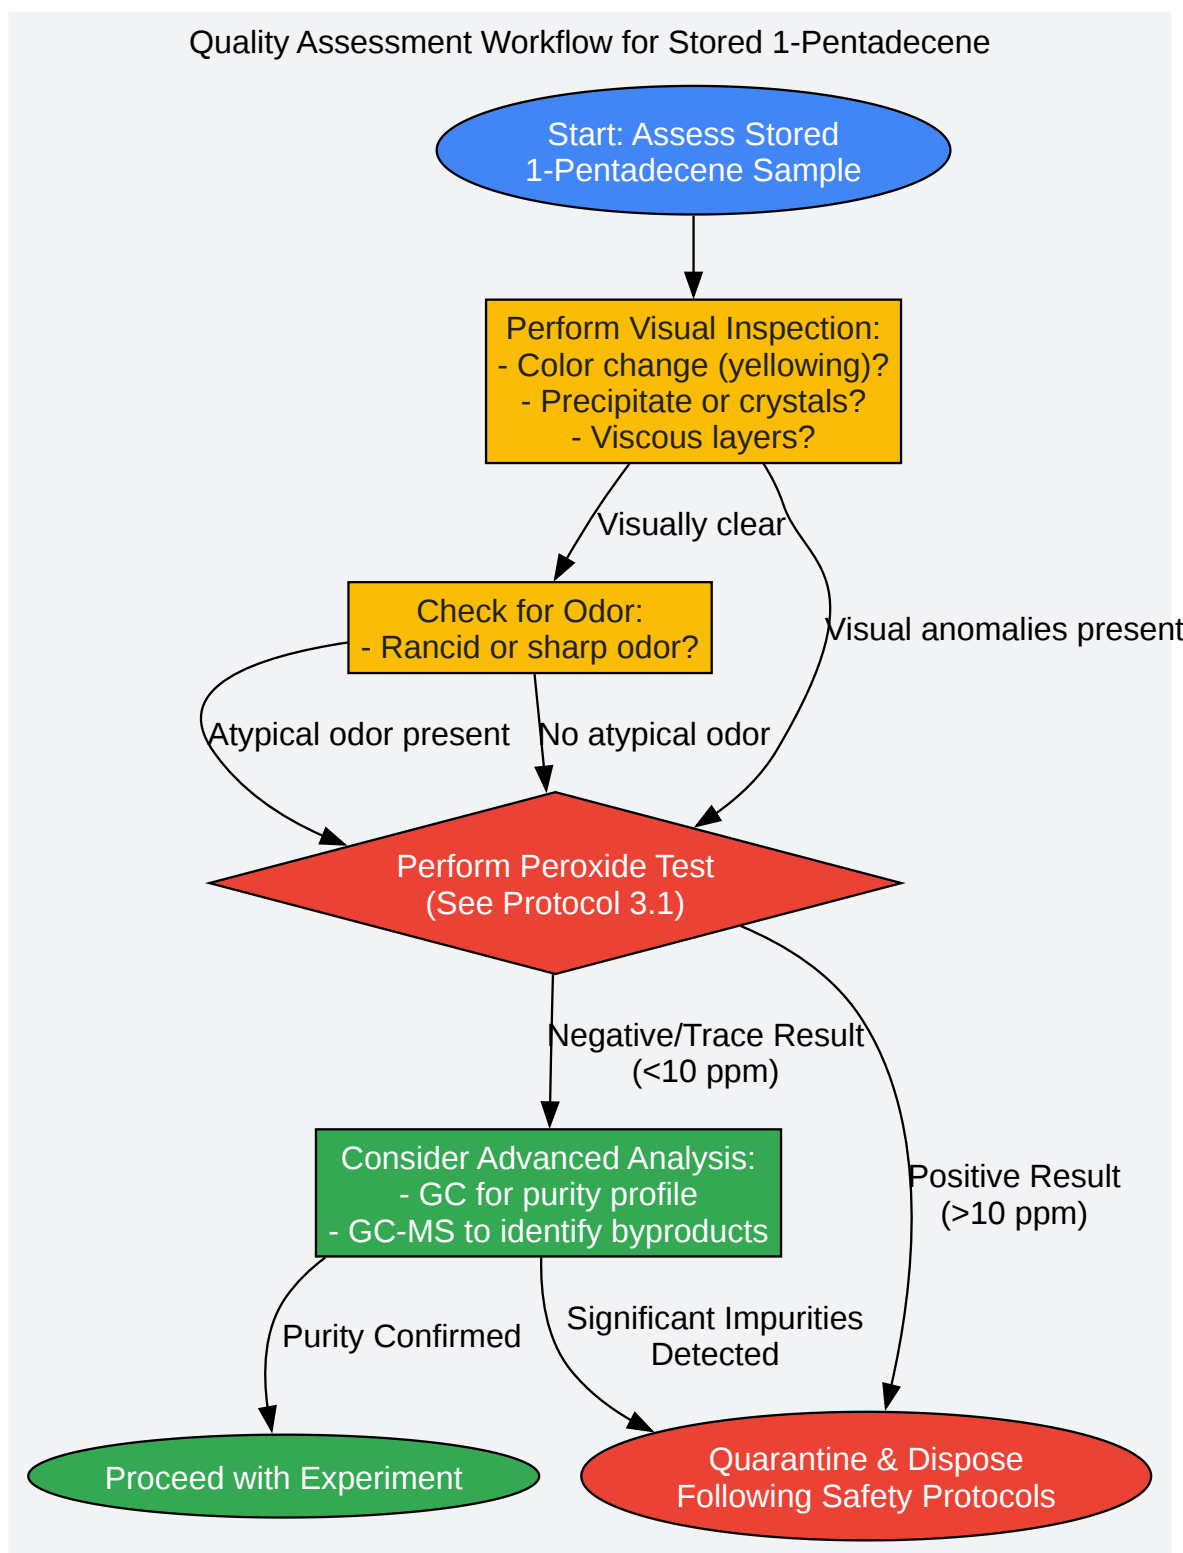 Quality Assessment Workflow for Stored 1-Pentadecene
Start: Assess Stored
1-Pentadecene Sample
Perform Visual Inspection:
- Color change (yellowing)?
- Precipitate or crystals?
- Viscous layers?
Visually clear
Check for Odor:
- Rancid or sharp odor?
Visual anomalies present
Atypical odor present
No atypical odor
Perform Peroxide Test
(See Protocol 3.1)
Negative/Trace Result
(<10 ppm)
Consider Advanced Analysis:
- GC for purity profile
- GC-MS to identify byproducts
Positive Result
(>10 ppm)
Purity Confirmed
Significant Impurities
Detected
Proceed with Experiment
Quarantine & Dispose
Following Safety Protocols